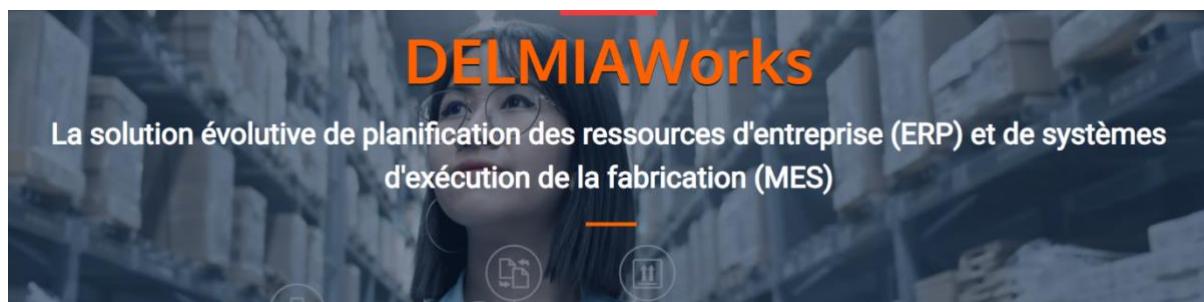 DELMIAWorks
La solution évolutive de planification des ressources d'entreprise (ERP) et de systèmes
d'exécution de la fabrication (MES)